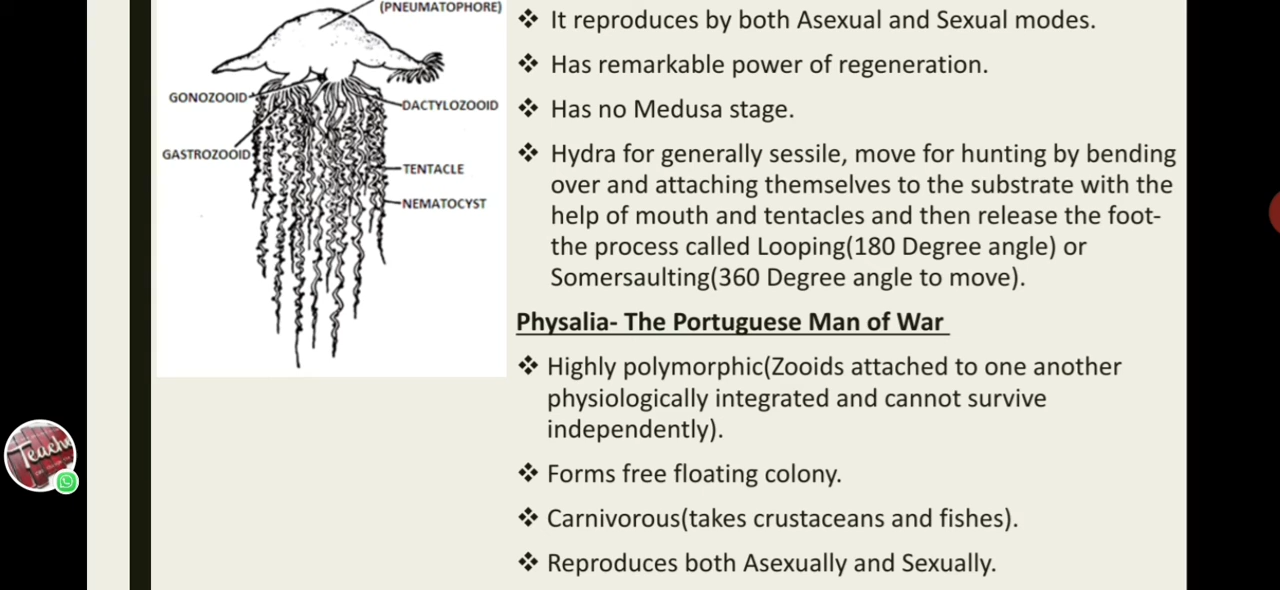 (PNEUMATOPHORE)
GONOZOOID
DACTYLOZOOID
GASTROZOOID
TENTACLE
NEMATOCYST
❖ It reproduces by both Asexual and Sexual modes.
❖ Has remarkable power of regeneration.
❖ Has no Medusa stage.
❖ Hydra for generally sessile, move for hunting by bending
over and attaching themselves to the substrate with the
help of mouth and tentacles and then release the foot-
the process called Looping(180 Degree angle) or
Somersaulting(360 Degree angle to move).
Physalia- The Portuguese Man of War
❖ Highly polymorphic(Zooids attached to one another
physiologically integrated and cannot survive
independently).
❖ Forms free floating colony.
❖ Carnivorous(takes crustaceans and fishes).
❖ Reproduces both Asexually and Sexually.